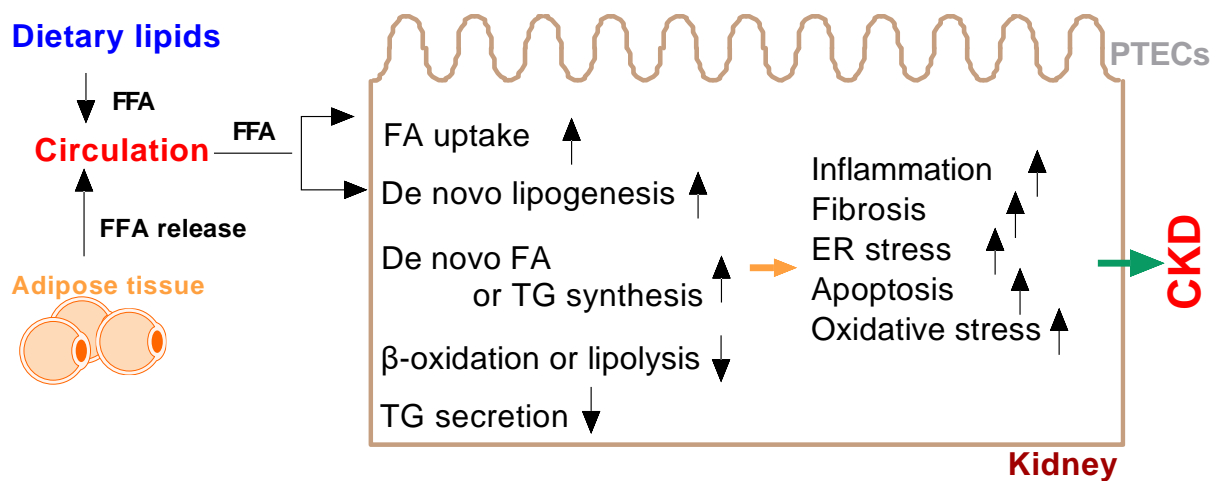 Dietary lipids
FFA
Circulation
FFA
FFA release
Adipose tissue
PTECs
FA uptake
De novo lipogenesis
De novo FA
or TG synthesis
β-oxidation or lipolysis
TG secretion
Inflammation
Fibrosis
ER stress
Apoptosis
Oxidative stress
CKD
Kidney